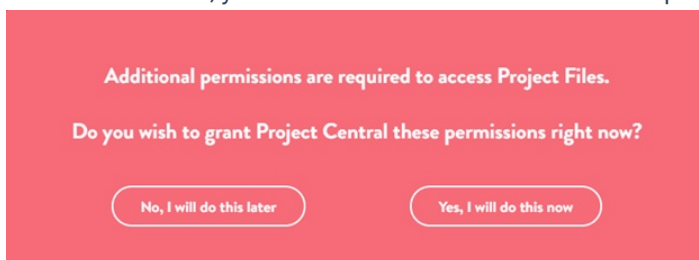 Additional permissions are required to access Project Files.
Do you wish to grant Project Central these permissions right now?
No, I will do this later
Yes, I will do this now